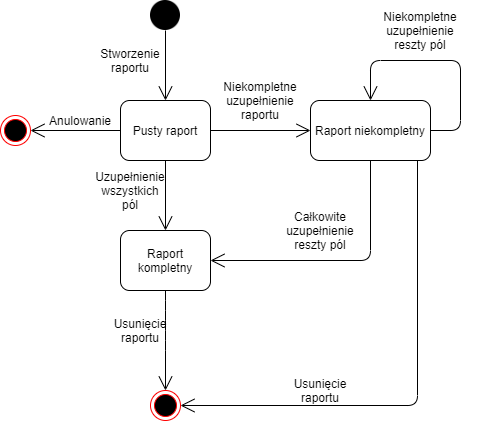 Niekompletne
uzupełnienie
reszty pól
Stworzenie
raportu
Niekompletne
uzupełnienie
raportu
Anulowanie
Pusty raport
Raport niekompletny
Uzupełnienie
wszystkich
pól
Całkowite
uzupełnienie
reszty pól
Raport
kompletny
Usunięcie
raportu
Usunięcie
raportu